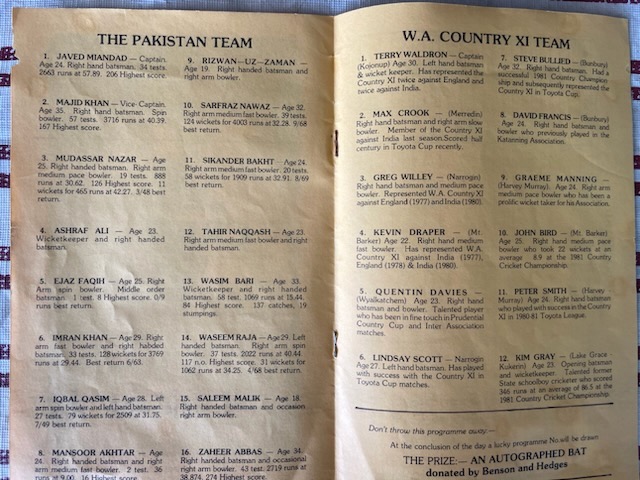 THE PAKISTAN TEAM
1. JAVED MIANDAD — Captain.
Age 24. Right hand batsman. 34 tests.
2663 runs at 57.89. 206 Highest score.
2. MAJID KHAN — Vice-Captain.
Age 35. Right hand batsman. Spin
bowler. 57 tests. 3716 runs at 40.39.
167 Highest score.
3. MUDASSAR NAZAR — Age
25. Right handed batsman. Right arm
medium pace bowler. 19 tests. 888
runs at 30.62. 126 Highest score. 11
wickets for 465 runs at 42.27. 3/48 best
return.
4. ASHRAF ALI — Age 23.
Wicketkeeper and right handed
batsman.
5. EJAZ FAQIH — Age 25. Right
Arm spin bowler. Middle order
batsman. 1 test. 8 Highest score. 0/9
runs best return.
6. IMRAN KHAN — Age 29. Right
arm fast bowler and right habded
batsman. 33 tests. 128 wickets for 3769
at 29.44. Best return 6/63.
7. IQBAL QASIM — Age 28. Left
arm spin bowler and left hand batsman.
27 tests. 79 wickets for 2509 at 31.75.
7/49 best return.
8. MANSOOR AKHTAR — Age
24. Right handed batsman and right
arm medium fast bowler. 2 test. 36
runs at 9.00. 16 Highest score.
9. RIZWAN—UZ—ZAMAN —
Age 19. Right handed batsman and
right arm bowler.
10. SARFRAZ NAWAZ — Age 32.
Right arm medium fast bowler. 39 tests.
124 wickets for 4003 at 32.28. 9/68
best return.
11. SIKANDER BAKHT — Age 24.
Right arm medium fast bowler. 20 tests.
58 wickets for 1909 runs at 32.91. 8/69
best return.
12. TAHIR NAQQASH — Age 23.
Right arm medium fast bowler and right
handed batsman.
13. WASIM BARI — Age 33.
Wicketkeeper and right handed
batsman. 58 test, 1069 runs at 15.44.
84 Highest score. 137 catches, 19
stumpings.
14. WASEEM RAJA — Age 29. Left
handed batsman. Right arm spin
bowler. 37 tests. 2022 runs at 40.44.
117 n.o. Highest score. 31 wickets for
1062 runs at 34.25. 4/68 best return.
15. SALEEM MALIK — Age 18.
Right handed batsman and occasion
right arm bowler.
16. ZAHEER ABBAS — Age 34.
Right handed batsman and occasional
right arm bowler. 43 test. 2719 runs at
38.874. 274 Highest Score.
W.A. COUNTRY XI TEAM
1. TERRY WALDRON — Captain
(Kojonup) Age 30. Left hand batsman
& wicket keeper. Has represented the
Country XI twice against England and
twice against India.
2. MAX CROOK — (Merredin)
Right hand batsman and right arm slow
bowler. Member of the Country XI
against India last season. Scored half
century in Toyota Cup recently.
3. GREG WILLEY — (Narrogin)
Right hand batsman and medium pace
bowler. Represented W.A. Country XI
against England (1977) and India (1980).
4. KEVIN DRAPER — (Mt.
Barker) Age 22. Right hand medium
fast bowler. Has represented W.A.
Country XI against India (1977),
England (1978) & India (1980).
5. QUENTIN DAVIES —
(Wyalkatchem) Age 23. Right hand
batsman and bowler. Talented player
who has been in fine touch in Prudential
Country Cup and Inter Association
matches.
6. LINDSAY SCOTT — Narrogin
Age 27. Left hand batsman. Has played
with success with the Country XI in
Toyota Cup matches.
7. STEVE BULLIED — (Bunbury)
Age 32. Right hand batsman. Had a
successful 1981 Country Champion
ship and subsequently represented the
Country XI in Toyota Cup.
8. DAVID FRANCIS — (Bunbury)
Age 24. Right hand batsman and
bowler who previously played in the
Katanning Association.
9. GRAEME MANNING —
(Harvey Murray). Age 24. Right arm
medium pace bowler who has been a
prolific wicket taker for his Association.
10. JOHN BIRD — (Mt. Barker)
Age 25. Right hand medium pace
bowler who took 22 wickets at an
average 8.9 at the 1981 Country
Cricket Championship.
11. PETER SMITH — (Harvey
Murray) Age 24. Right hand batsman
who played with success in the Country
XI in 1980-81 Toyota League.
12. KIM GRAY — (Lake Grace -
Kukerin) Age 23. Opening batsman
and wicketkeeper. Talented former
State schoolboy cricketer who scored
346 runs at an average of 86.5 at the
1981 Country Cricket Championship.
Don't throw this programme away:—
At the conclusion of the day a lucky programme No.will be drawn
THE PRIZE:— AN AUTOGRAPHED BAT
donated by Benson and Hedges